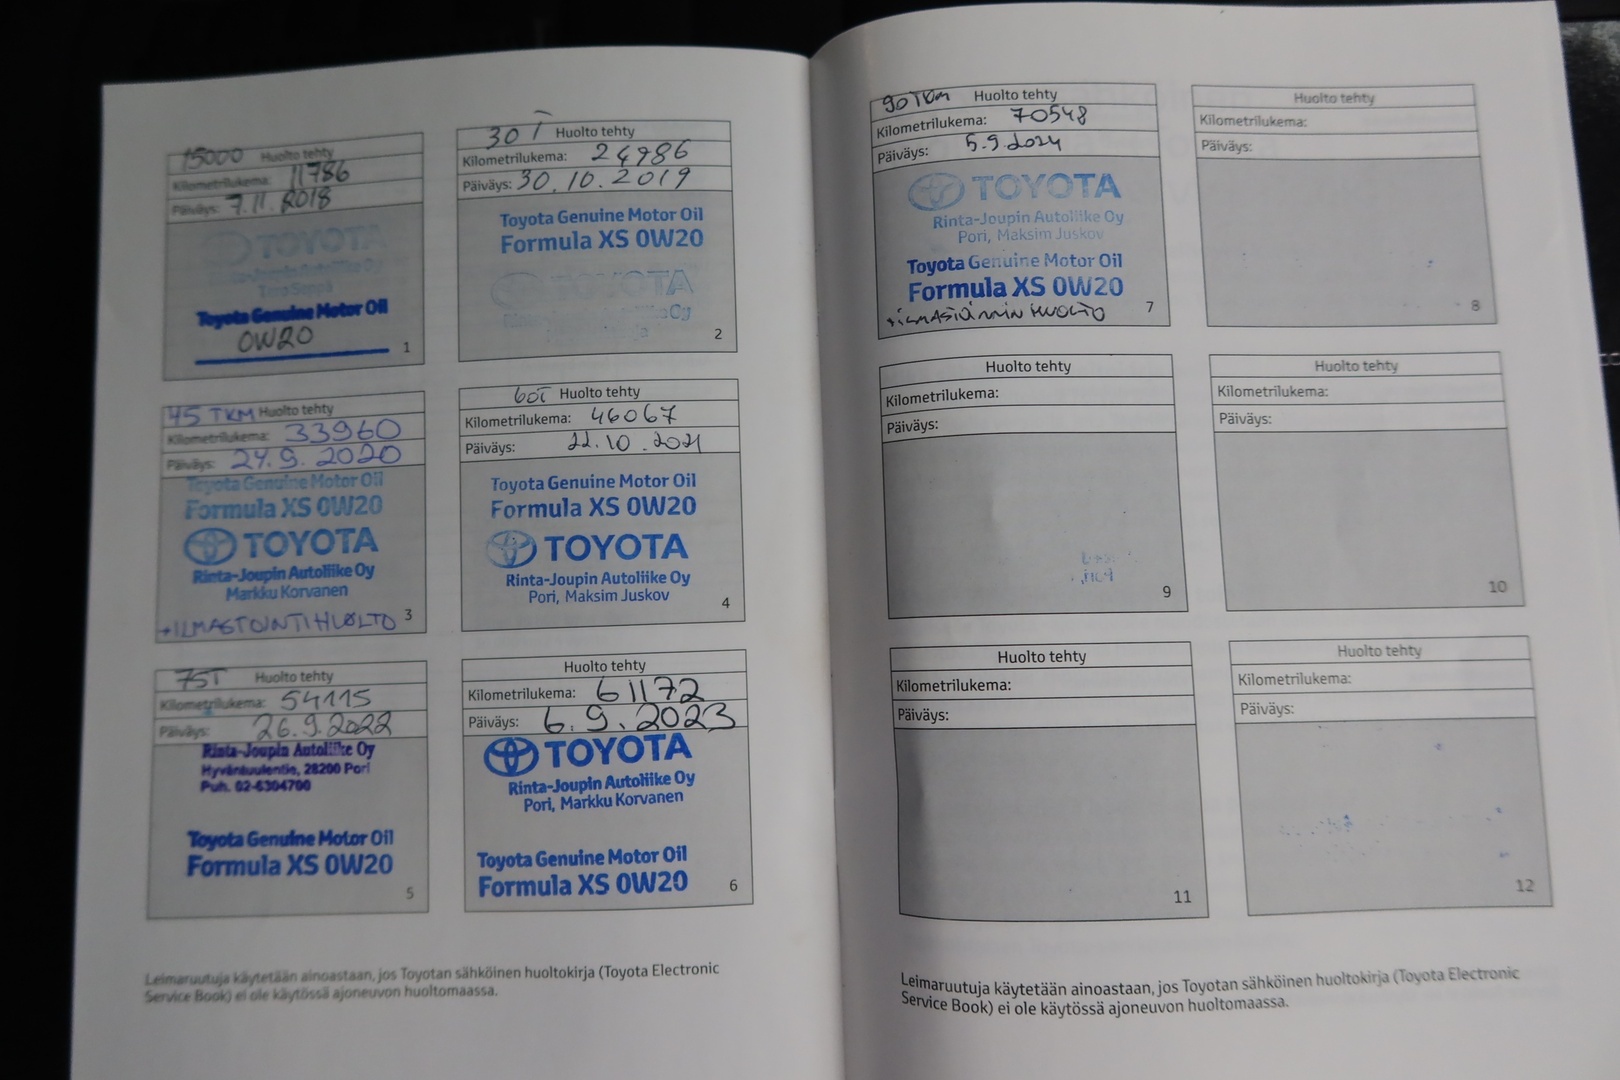 15000 Huolto tehty
Kilometrilukema: 11786
Päiväys: 7.11.2018
TOYOTA
Rinta-Joupin Autoliike Oy
Tero Seppä
Toyota Genuine Motor Oil
0W20
1
30 T Huolto tehty
Kilometrilukema: 24986
Päiväys: 30.10.2019
Toyota Genuine Motor Oil
Formula XS 0W20
TOYOTA
Oy
2
45 TKM Huolto tehty
Kilometrilukema: 33960
Päiväys: 24.9.2020
Toyota Genuine Motor Oil
Formula XS 0W20
TOYOTA
Rinta-Joupin Autoliike Oy
Markku Korvanen
+ILMASTOINTIHUOLTO
3
60T Huolto tehty
Kilometrilukema: 46067
Päiväys: 22.10.2021
Toyota Genuine Motor Oil
Formula XS 0W20
TOYOTA
Rinta-Joupin Autoliike Oy
Pori, Maksim Juskov
4
75T Huolto tehty
Kilometrilukema: 54115
Päiväys: 26.9.2022
Rinta-Joupin Autoliike Oy
28200 Pori
Puh. 02-6304700
Toyota Genuine Motor Oil
Formula XS 0W20
5
Huolto tehty
Kilometrilukema: 61172
Päiväys: 6.9.2023
TOYOTA
Rinta-Joupin Autoliike Oy
Pori, Markku Korvanen
Toyota Genuine Motor Oil
Formula XS 0W20
6
Leimaruutuja käytetään ainoastaan, jos Toyotan sähköinen huoltokirja (Toyota Electronic
Service Book) ei ole käytössä ajoneuvon huoltomaassa.
90 TKM Huolto tehty
Kilometrilukema: 70548
Päiväys: 5.9.2024
TOYOTA
Rinta-Joupin Autoliike Oy
Pori, Maksim Juskov
Toyota Genuine Motor Oil
Formula XS 0W20
HUOLTO
7
Huolto tehty
Kilometrilukema:
Päiväys:
8
Huolto tehty
Kilometrilukema:
Päiväys:
9
Huolto tehty
Kilometrilukema:
Päiväys:
10
Huolto tehty
Kilometrilukema:
Päiväys:
11
Huolto tehty
Kilometrilukema:
Päiväys:
12
Leimaruutuja käytetään ainoastaan, jos Toyotan sähköinen huoltokirja (Toyota Electronic
Service Book) ei ole käytössä ajoneuvon huoltomaassa.